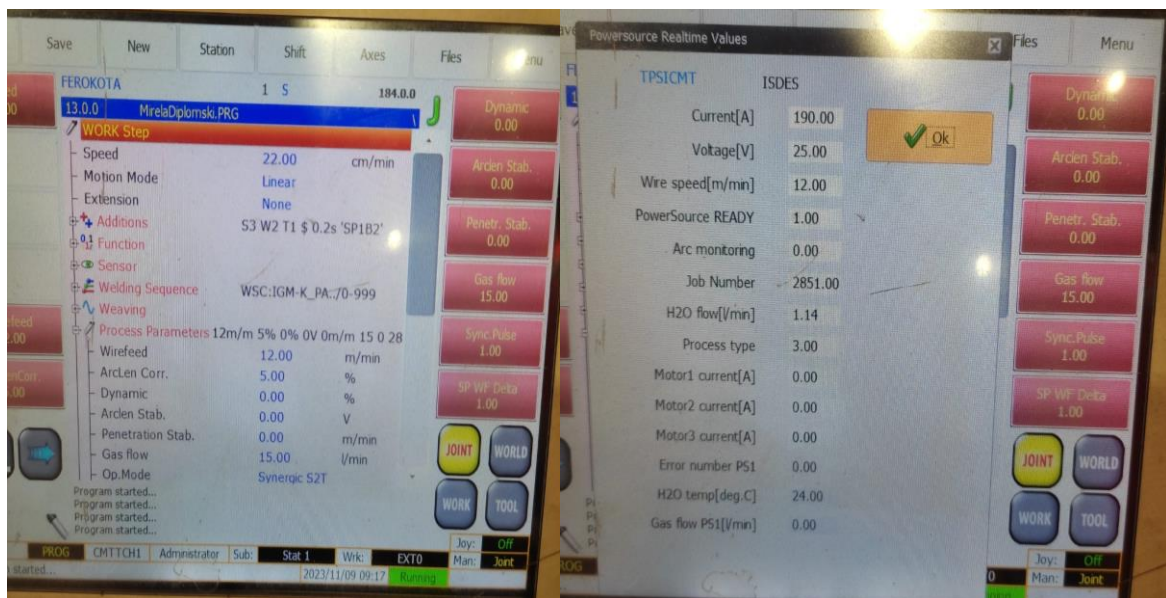 Save New Station Shift Axes Files
FEROKOTA 1 S 184.0.0
13.0.0 MirelaDiplomski.PRG
WORK Step
Speed 22.00 cm/min
Motion Mode Linear
Extension None
Additions S3 W2 T1 $ 0.2s 'SP1B2'
Function
Sensor
Welding Sequence WSC:IGM-K_PA../0-999
Weaving
Process Parameters 12m/m 5% 0% 0V 0m/m 15 0 28
Wirefeed 12.00 m/min
ArcLen Corr. 5.00 %
Dynamic 0.00 %
Arclen Stab. 0.00 V
Penetration Stab. 0.00 m/min
Gas flow 15.00 l/min
Op.Mode Synergic S2T
Program started...
Program started...
Program started...
Program started...
Dynamic
0.00
Arclen Stab.
0.00
Penetr. Stab.
0.00
Gas flow
15.00
Sync.Pulse
1.00
SP WF Delta
1.00
JOINT WORLD
WORK TOOL
PROG CMTTCH1 Administrator Sub: Stat 1 Wrk: EXT0
Joy: Off
Man: Joint
started... 2023/11/09 09:17 Running
Powersource Realtime Values
Files Menu
TPSICMT ISDES
Current[A] 190.00
Ok
Voltage[V] 25.00
Wire speed[m/min] 12.00
PowerSource READY 1.00
Arc monitoring 0.00
Job Number 2851.00
H2O flow[l/min] 1.14
Process type 3.00
Motor1 current[A] 0.00
Motor2 current[A] 0.00
Motor3 current[A] 0.00
Error number PS1 0.00
H2O temp[deg.C] 24.00
Gas flow PS1[l/min] 0.00
Dynamic
0.00
Arclen Stab.
0.00
Penetr. Stab.
0.00
Gas flow
15.00
Sync.Pulse
1.00
SP WF Delta
1.00
JOINT WORLD
WORK TOOL
Joy: Off
Man: Joint